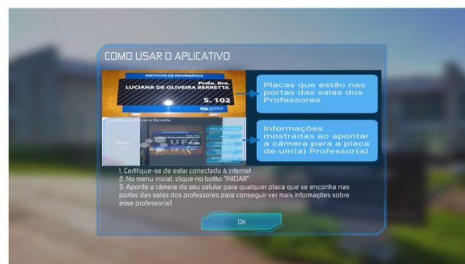 COMO USAR O APLICATIVO
INSTITUTO DE INFORMÁTICA
Profa. Dra.
LUCIANA DE OLIVEIRA BERRETTA
S. 102
Placas que estão nas
portas das salas dos
Professores
Informações
mostradas ao apontar
a câmera para a placa
de um(a) Professor(a)
1. Certifique-se de estar conectado à internet
2. No menu inicial, clique no botão "INICIAR"
3. Aponte a câmera do seu celular para qualquer placa que se encontra nas
portas das salas dos professores para conseguir ver mais informações sobre
esse professor(a)!
OK